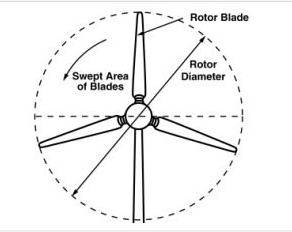 Rotor Blade
Swept Area
of Blades
Rotor
Diameter